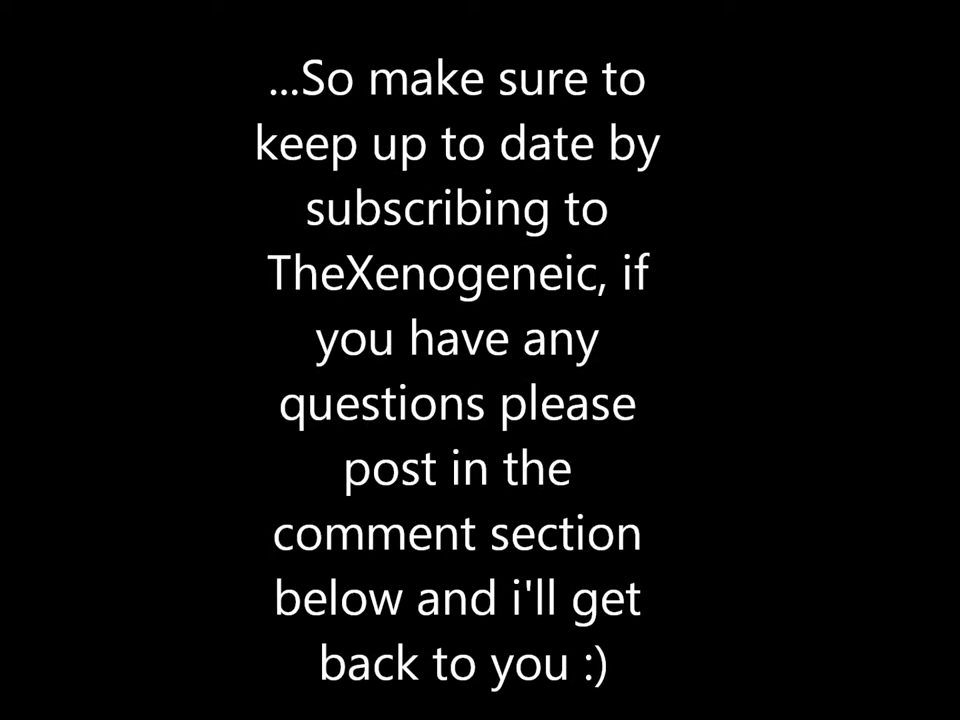 ...So make sure to
keep up to date by
subscribing to
TheXenogeneic, if
you have any
questions please
post in the
comment section
below and i'll get
back to you :)